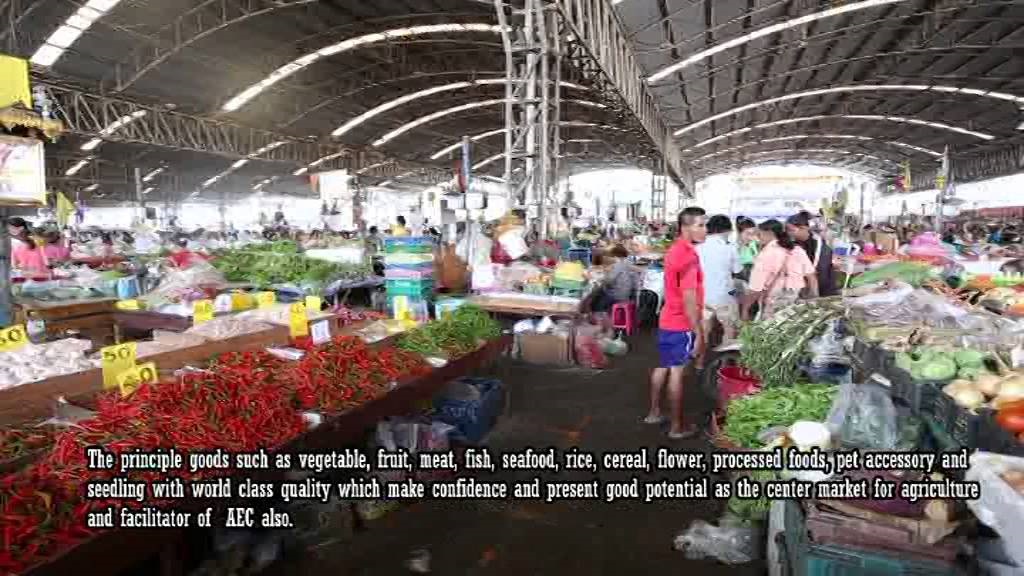 50
50
50
The principle goods such as vegetable, fruit, meat, fish, seafood, rice, cereal, flower, processed foods, pet accessory and
seedling with world class quality which make confidence and present good potential as the center market for agriculture
and facilitator of AEC also.